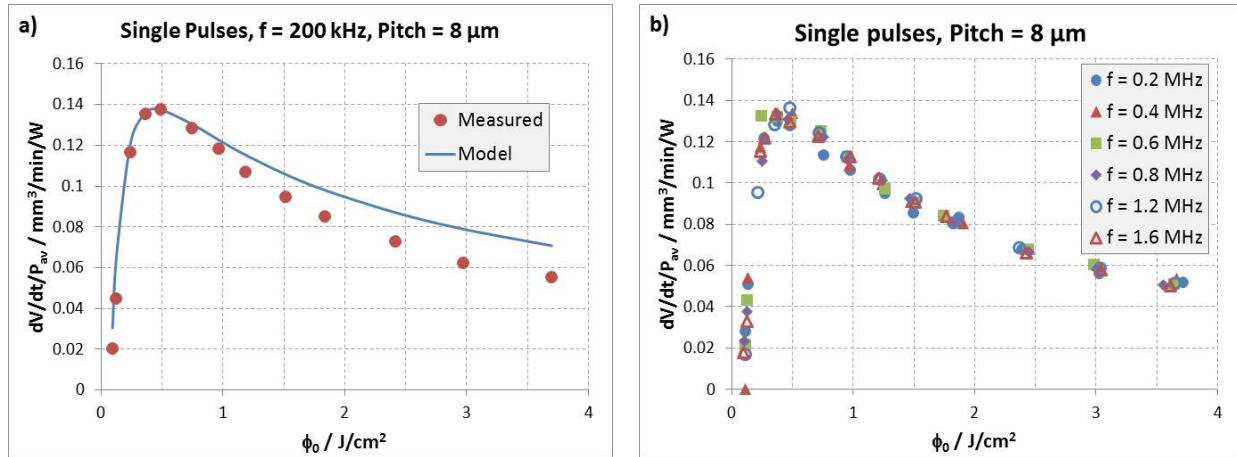 a)
Single Pulses, f = 200 kHz, Pitch = 8 µm
dV/dt/Pav / mm³/min/W
0.16
0.14
0.12
0.1
0.08
0.06
0.04
0.02
0
0 1 2 3 4
ϕ₀ / J/cm²
Measured
Model
b)
Single pulses, Pitch = 8 µm
dV/dt/Pav / mm³/min/W
0.16
0.14
0.12
0.1
0.08
0.06
0.04
0.02
0
0 1 2 3 4
ϕ₀ / J/cm²
f = 0.2 MHz
f = 0.4 MHz
f = 0.6 MHz
f = 0.8 MHz
f = 1.2 MHz
f = 1.6 MHz